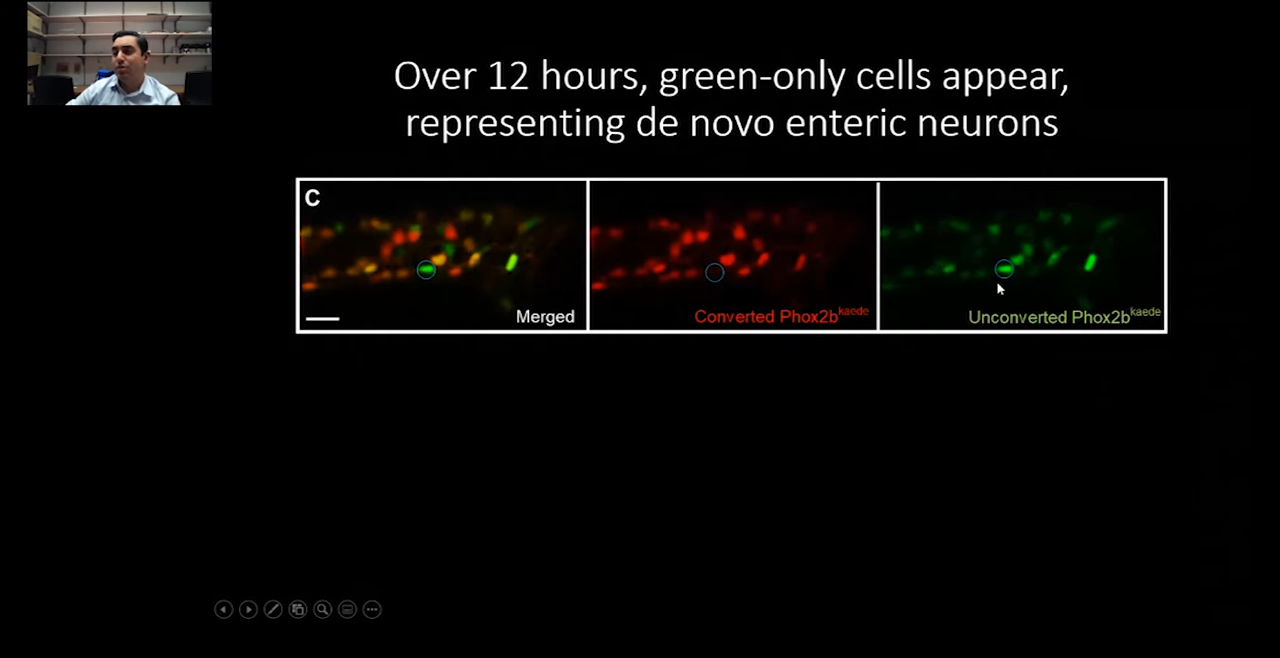 Over 12 hours, green-only cells appear,
representing de novo enteric neurons
C
Merged
Converted Phox2bkaede
Unconverted Phox2bkaede